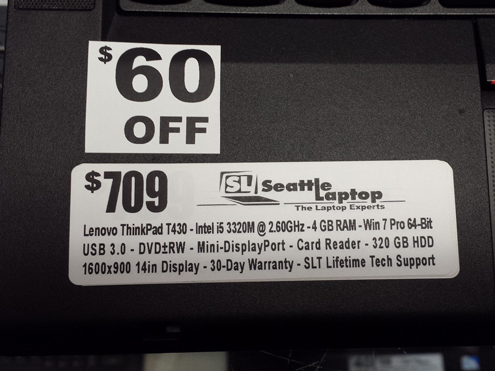 $60
OFF
$709
SL Seattle Laptop
The Laptop Experts
Lenovo ThinkPad T430 - Intel i5 3320M @ 2.60GHz - 4 GB RAM - Win 7 Pro 64-Bit
USB 3.0 - DVD±RW - Mini-DisplayPort - Card Reader - 320 GB HDD
1600x900 14in Display - 30-Day Warranty - SLT Lifetime Tech Support